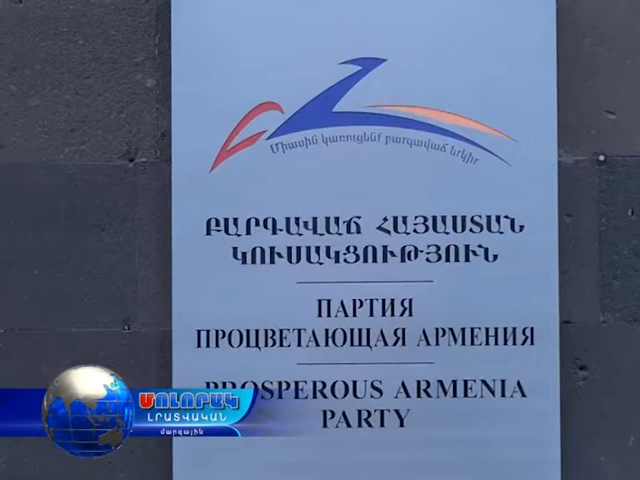 Միասին կառուցենք բարգավաճ երկիր
ԲԱՐԳԱՎԱՃ ՀԱՅԱՍՏԱՆ
ԿՈՒՍԱԿՑՈՒԹՅՈՒՆ
ПАРТИЯ
ПРОЦВЕТАЮЩАЯ АРМЕНИЯ
PROSPEROUS ARMENIA
PARTY
ՄՈԼՈՐԱԿ
ԼՐԱՏՎԱԿԱՆ
մարզային